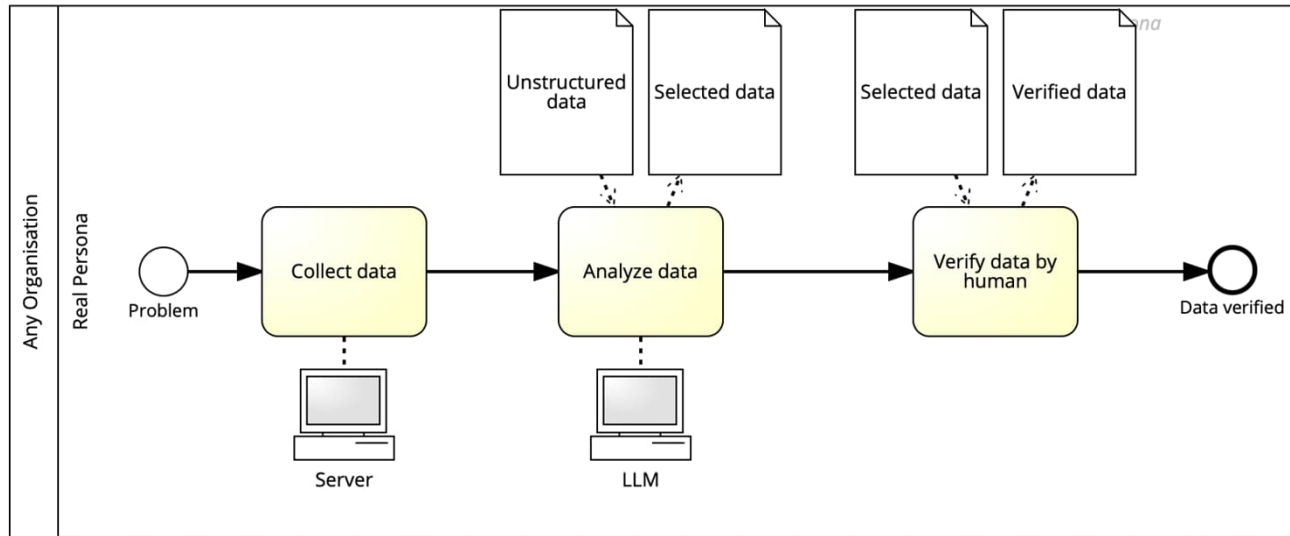 Any Organisation
Real Persona
Unstructured
data
Selected data
Selected data
Verified data
Problem
Collect data
Analyze data
Verify data by
human
Data verified
Server
LLM